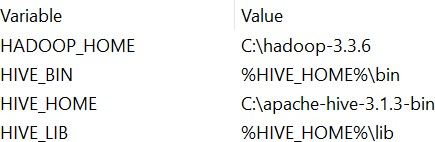 Variable Value
HADOOP_HOME C:\hadoop-3.3.6
HIVE_BIN %HIVE_HOME%\bin
HIVE_HOME C:\apache-hive-3.1.3-bin
HIVE_LIB %HIVE_HOME%\lib